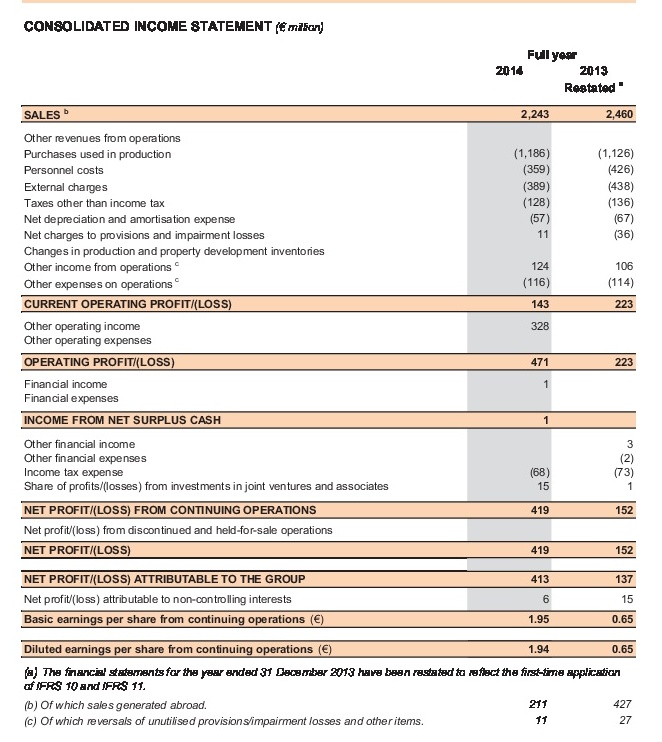 CONSOLIDATED INCOME STATEMENT (€ million)
Full year
2014 2013
Restated a
SALES b 2,243 2,460
Other revenues from operations
Purchases used in production (1,186) (1,126)
Personnel costs (359) (426)
External charges (389) (438)
Taxes other than income tax (128) (136)
Net depreciation and amortisation expense (57) (67)
Net charges to provisions and impairment losses 11 (36)
Changes in production and property development inventories
Other income from operations c 124 106
Other expenses on operations c (116) (114)
CURRENT OPERATING PROFIT/(LOSS) 143 223
Other operating income 328
Other operating expenses
OPERATING PROFIT/(LOSS) 471 223
Financial income 1
Financial expenses
INCOME FROM NET SURPLUS CASH 1
Other financial income 3
Other financial expenses (2)
Income tax expense (68) (73)
Share of profits/(losses) from investments in joint ventures and associates 15 1
NET PROFIT/(LOSS) FROM CONTINUING OPERATIONS 419 152
Net profit/(loss) from discontinued and held-for-sale operations
NET PROFIT/(LOSS) 419 152
NET PROFIT/(LOSS) ATTRIBUTABLE TO THE GROUP 413 137
Net profit/(loss) attributable to non-controlling interests 6 15
Basic earnings per share from continuing operations (€) 1.95 0.65
Diluted earnings per share from continuing operations (€) 1.94 0.65
(a) The financial statements for the year ended 31 December 2013 have been restated to reflect the first-time application
of IFRS 10 and IFRS 11.
(b) Of which sales generated abroad. 211 427
(c) Of which reversals of unutilised provisions/impairment losses and other items. 11 27